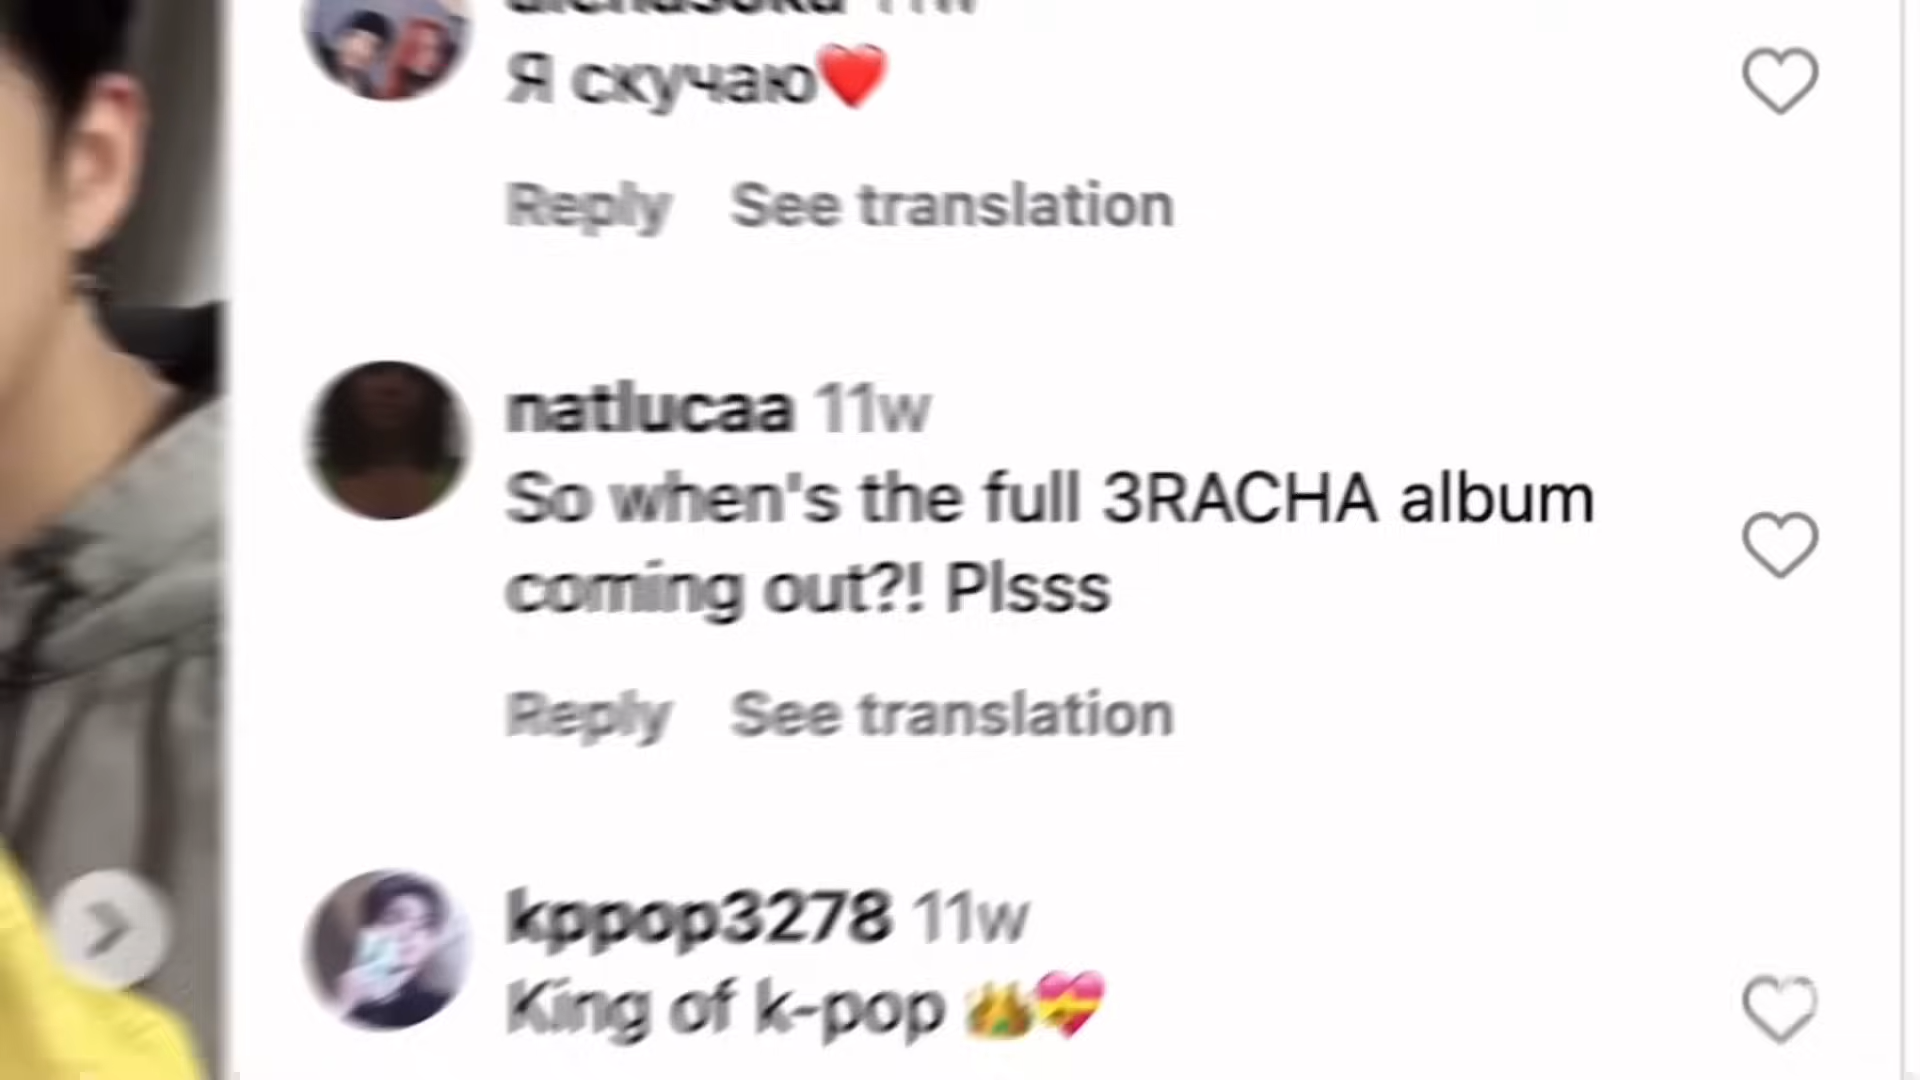 11w
Я скучаю❤️
Reply See translation
natlucaa 11w
So when's the full 3RACHA album
coming out?! Plsss
Reply See translation
kppop3278 11w
King of k-pop 👑💝